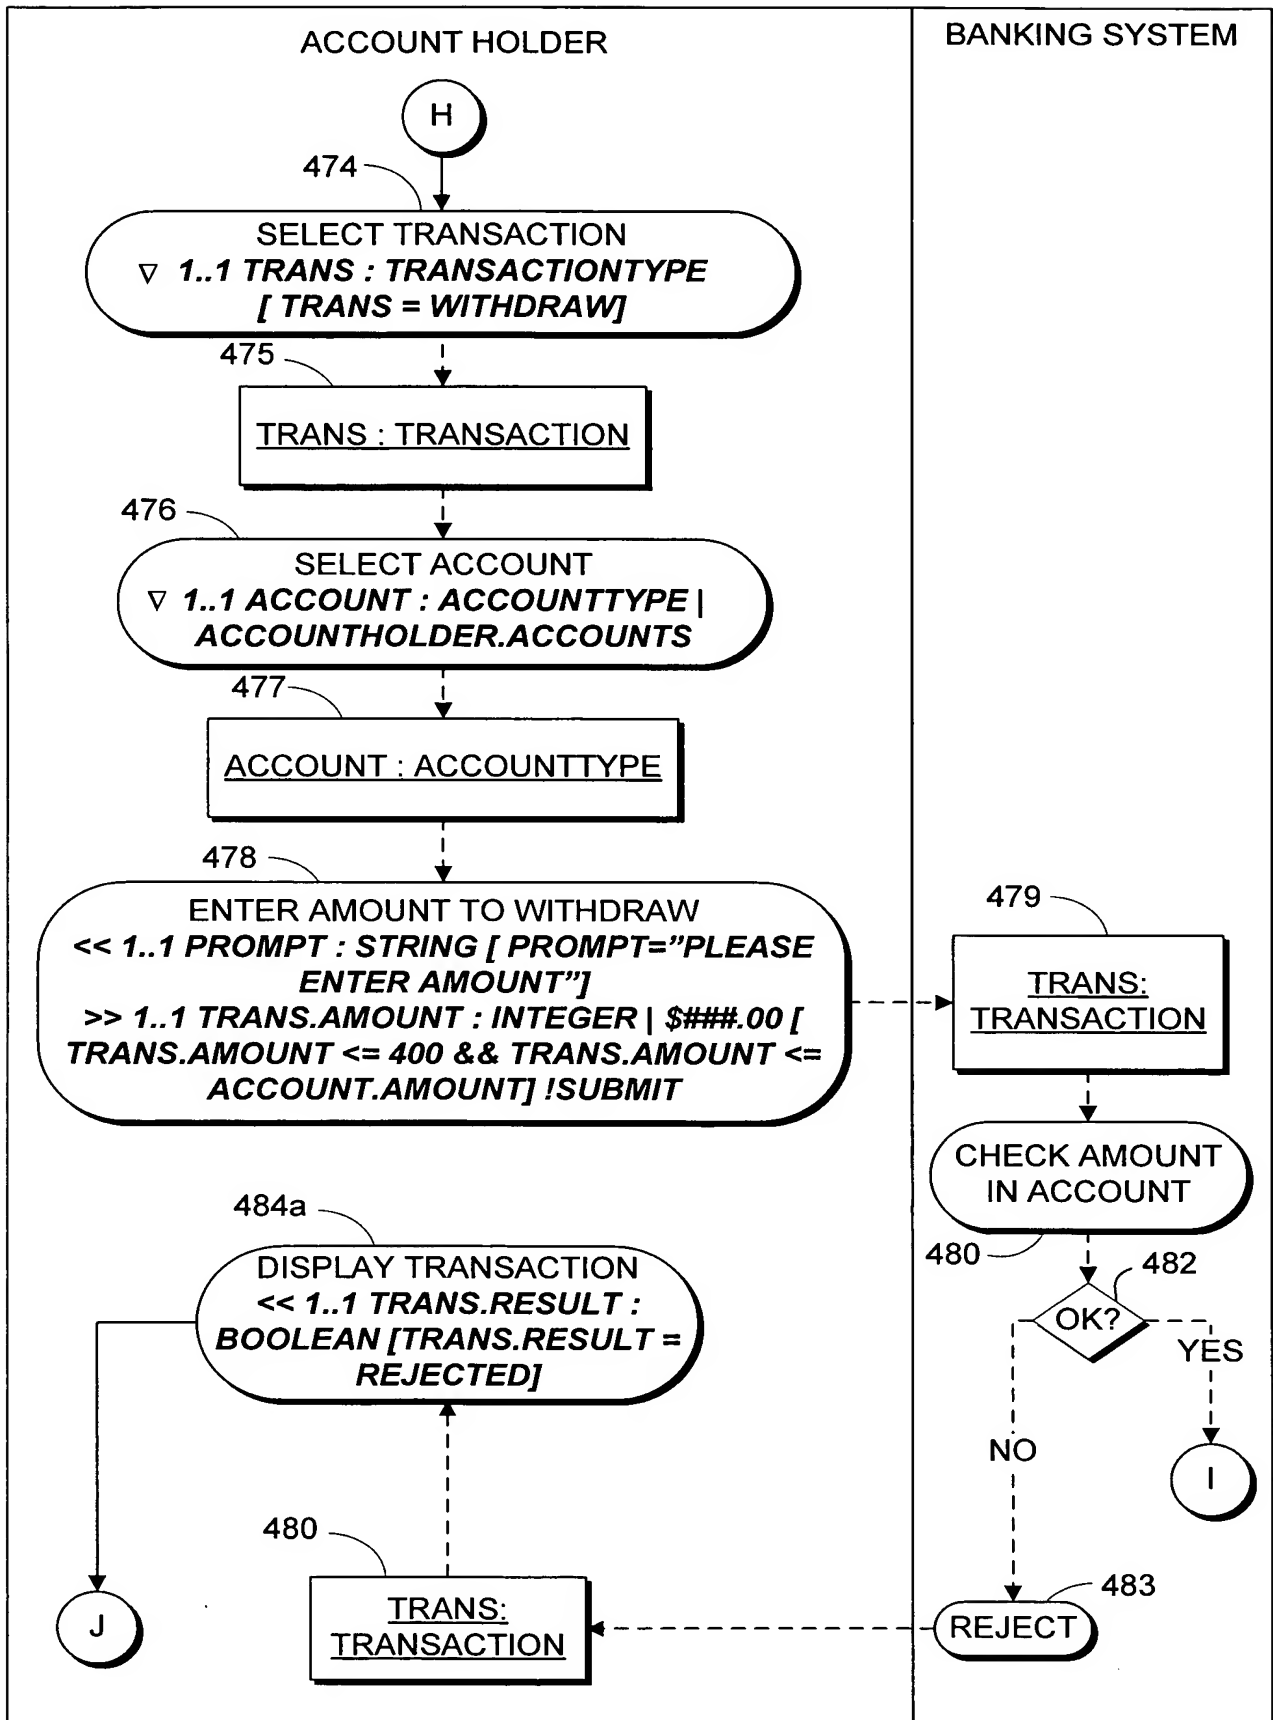 ACCOUNT HOLDER
BANKING SYSTEM
H
474
SELECT TRANSACTION
▽ 1..1 TRANS : TRANSACTIONTYPE
[ TRANS = WITHDRAW]
475
TRANS : TRANSACTION
476
SELECT ACCOUNT
▽ 1..1 ACCOUNT : ACCOUNTTYPE |
ACCOUNTHOLDER.ACCOUNTS
477
ACCOUNT : ACCOUNTTYPE
478
ENTER AMOUNT TO WITHDRAW
<< 1..1 PROMPT : STRING [ PROMPT="PLEASE
ENTER AMOUNT"]
>> 1..1 TRANS.AMOUNT : INTEGER | $###.00 [
TRANS.AMOUNT <= 400 && TRANS.AMOUNT <=
ACCOUNT.AMOUNT] !SUBMIT
479
TRANS:
TRANSACTION
CHECK AMOUNT
IN ACCOUNT
480
482
OK?
YES
NO
I
483
REJECT
480
TRANS:
TRANSACTION
484a
DISPLAY TRANSACTION
<< 1..1 TRANS.RESULT :
BOOLEAN [TRANS.RESULT =
REJECTED]
J